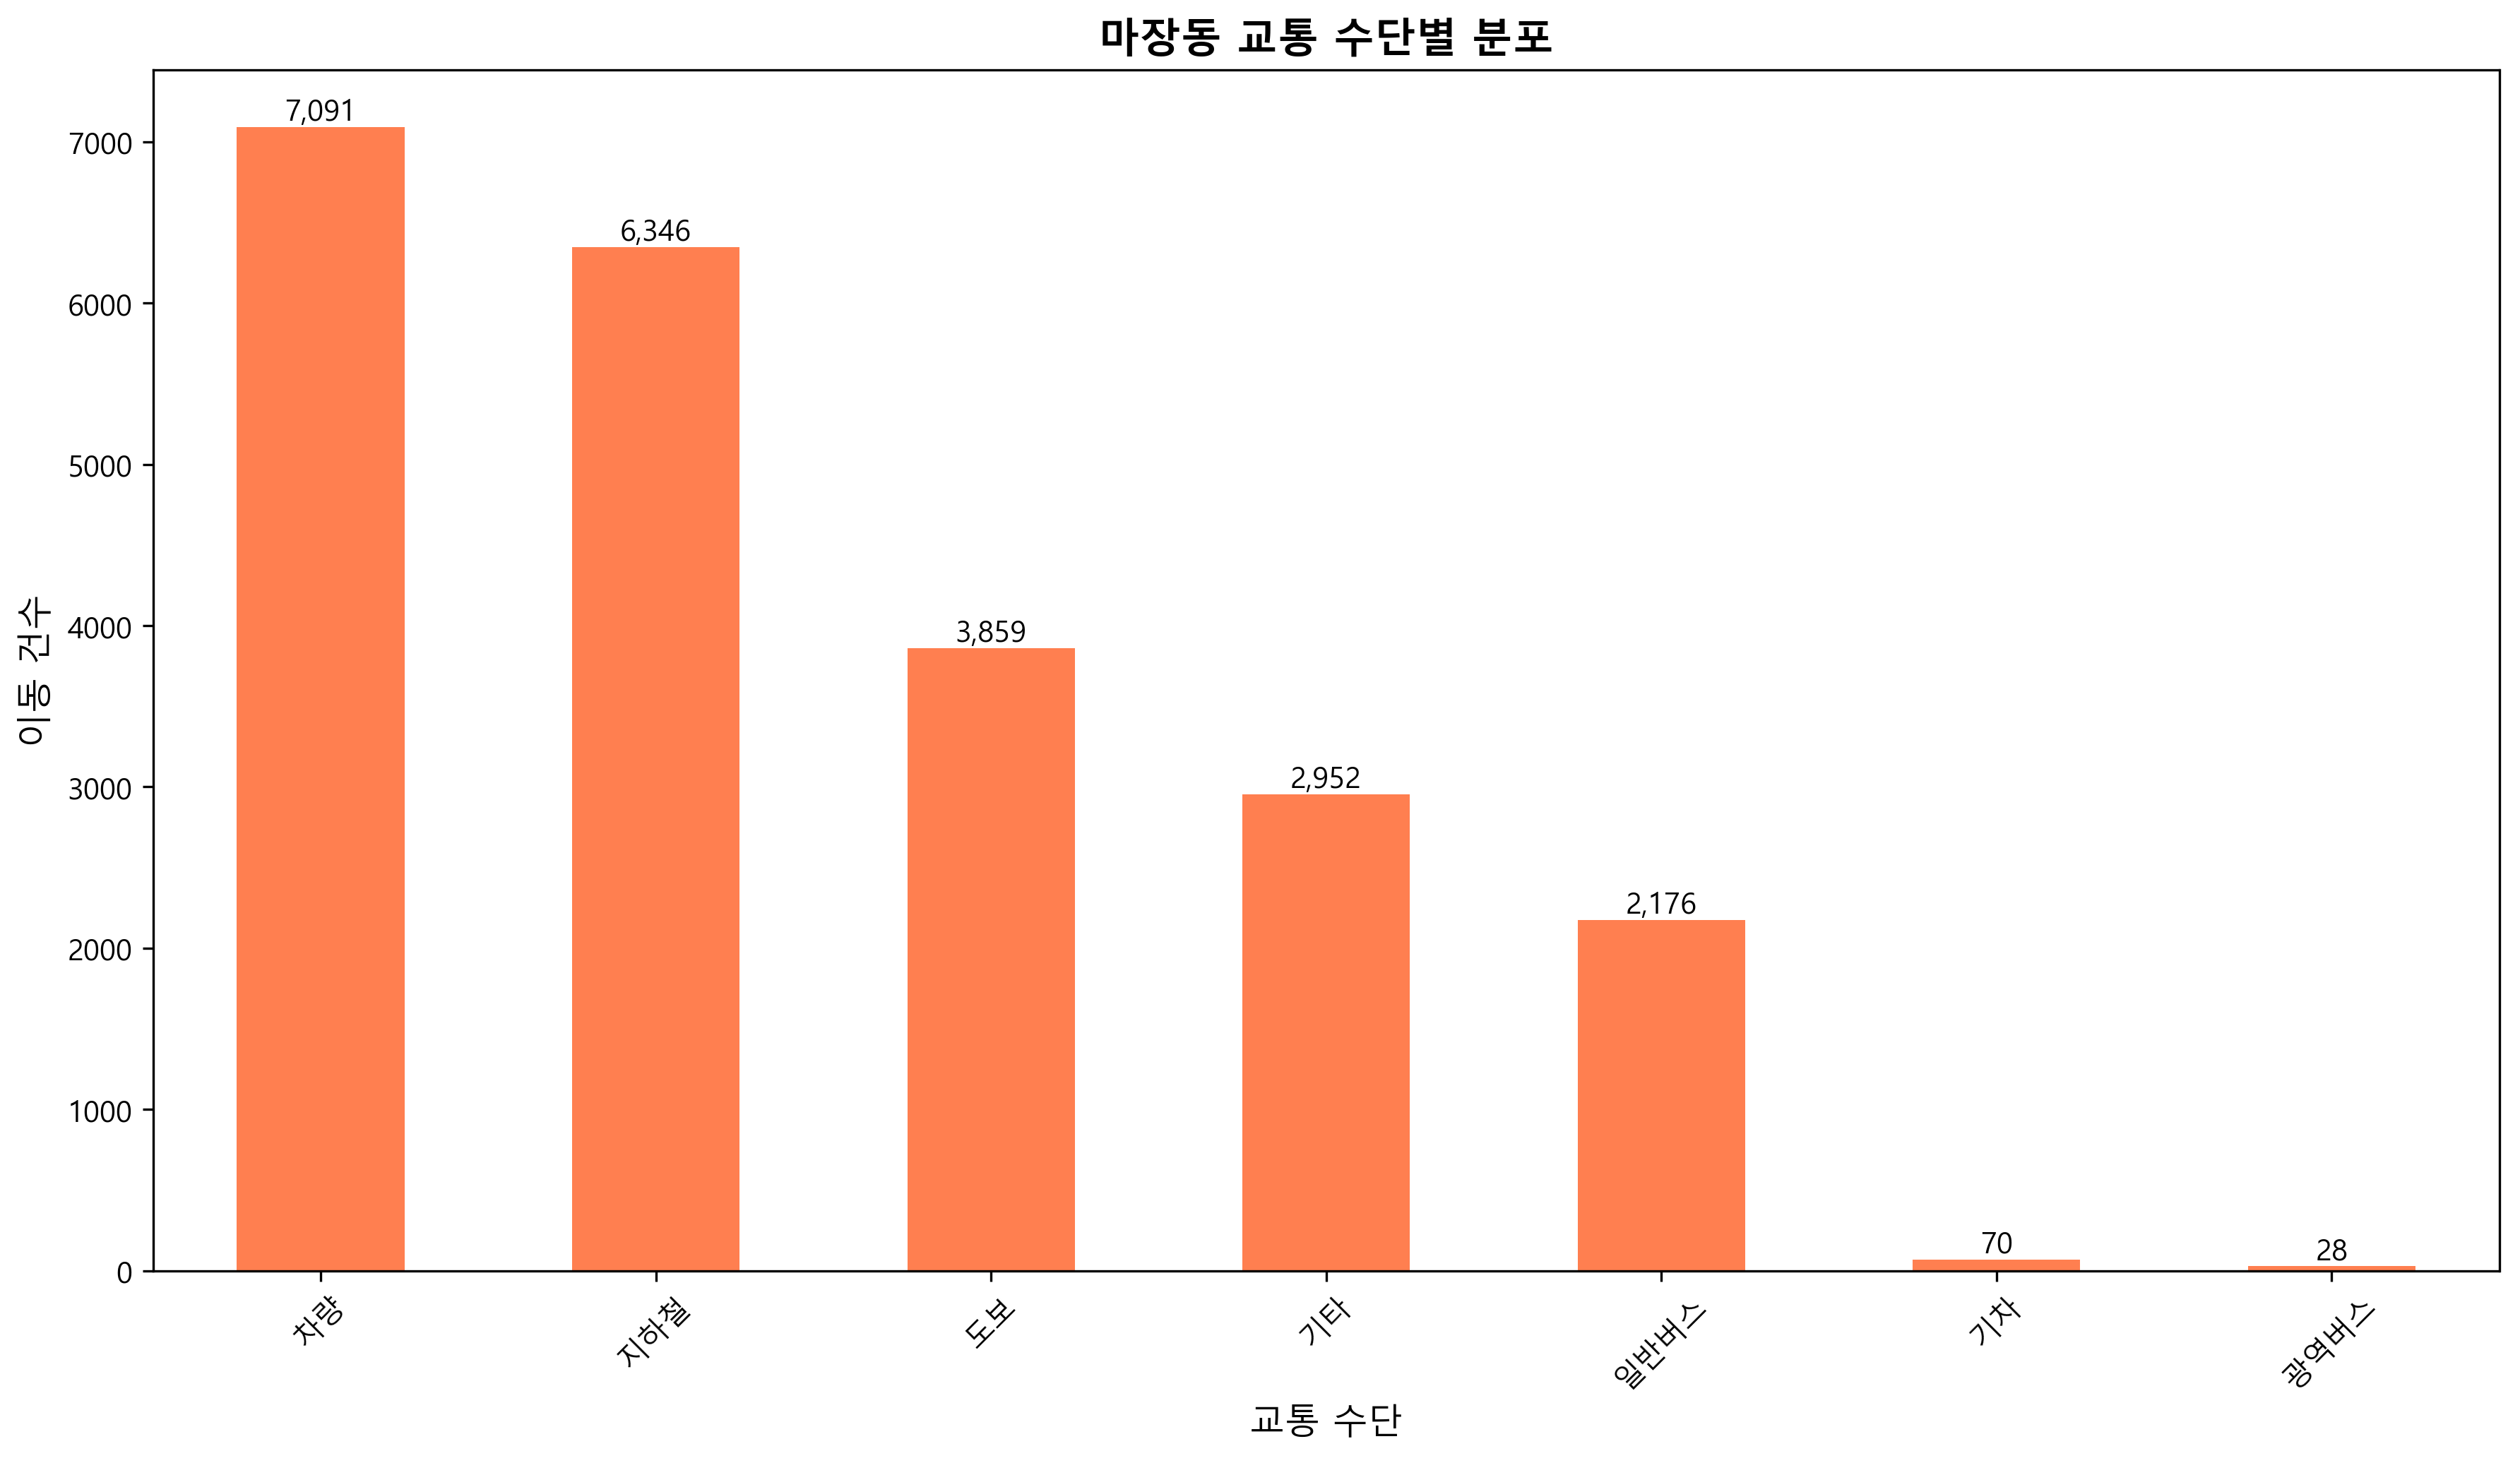 마장동 교통 수단별 분포
이동 건수
7000
6000
5000
4000
3000
2000
1000
0
7,091
6,346
3,859
2,952
2,176
70
28
차량
지하철
도보
기타
일반버스
기차
광역버스
교통 수단